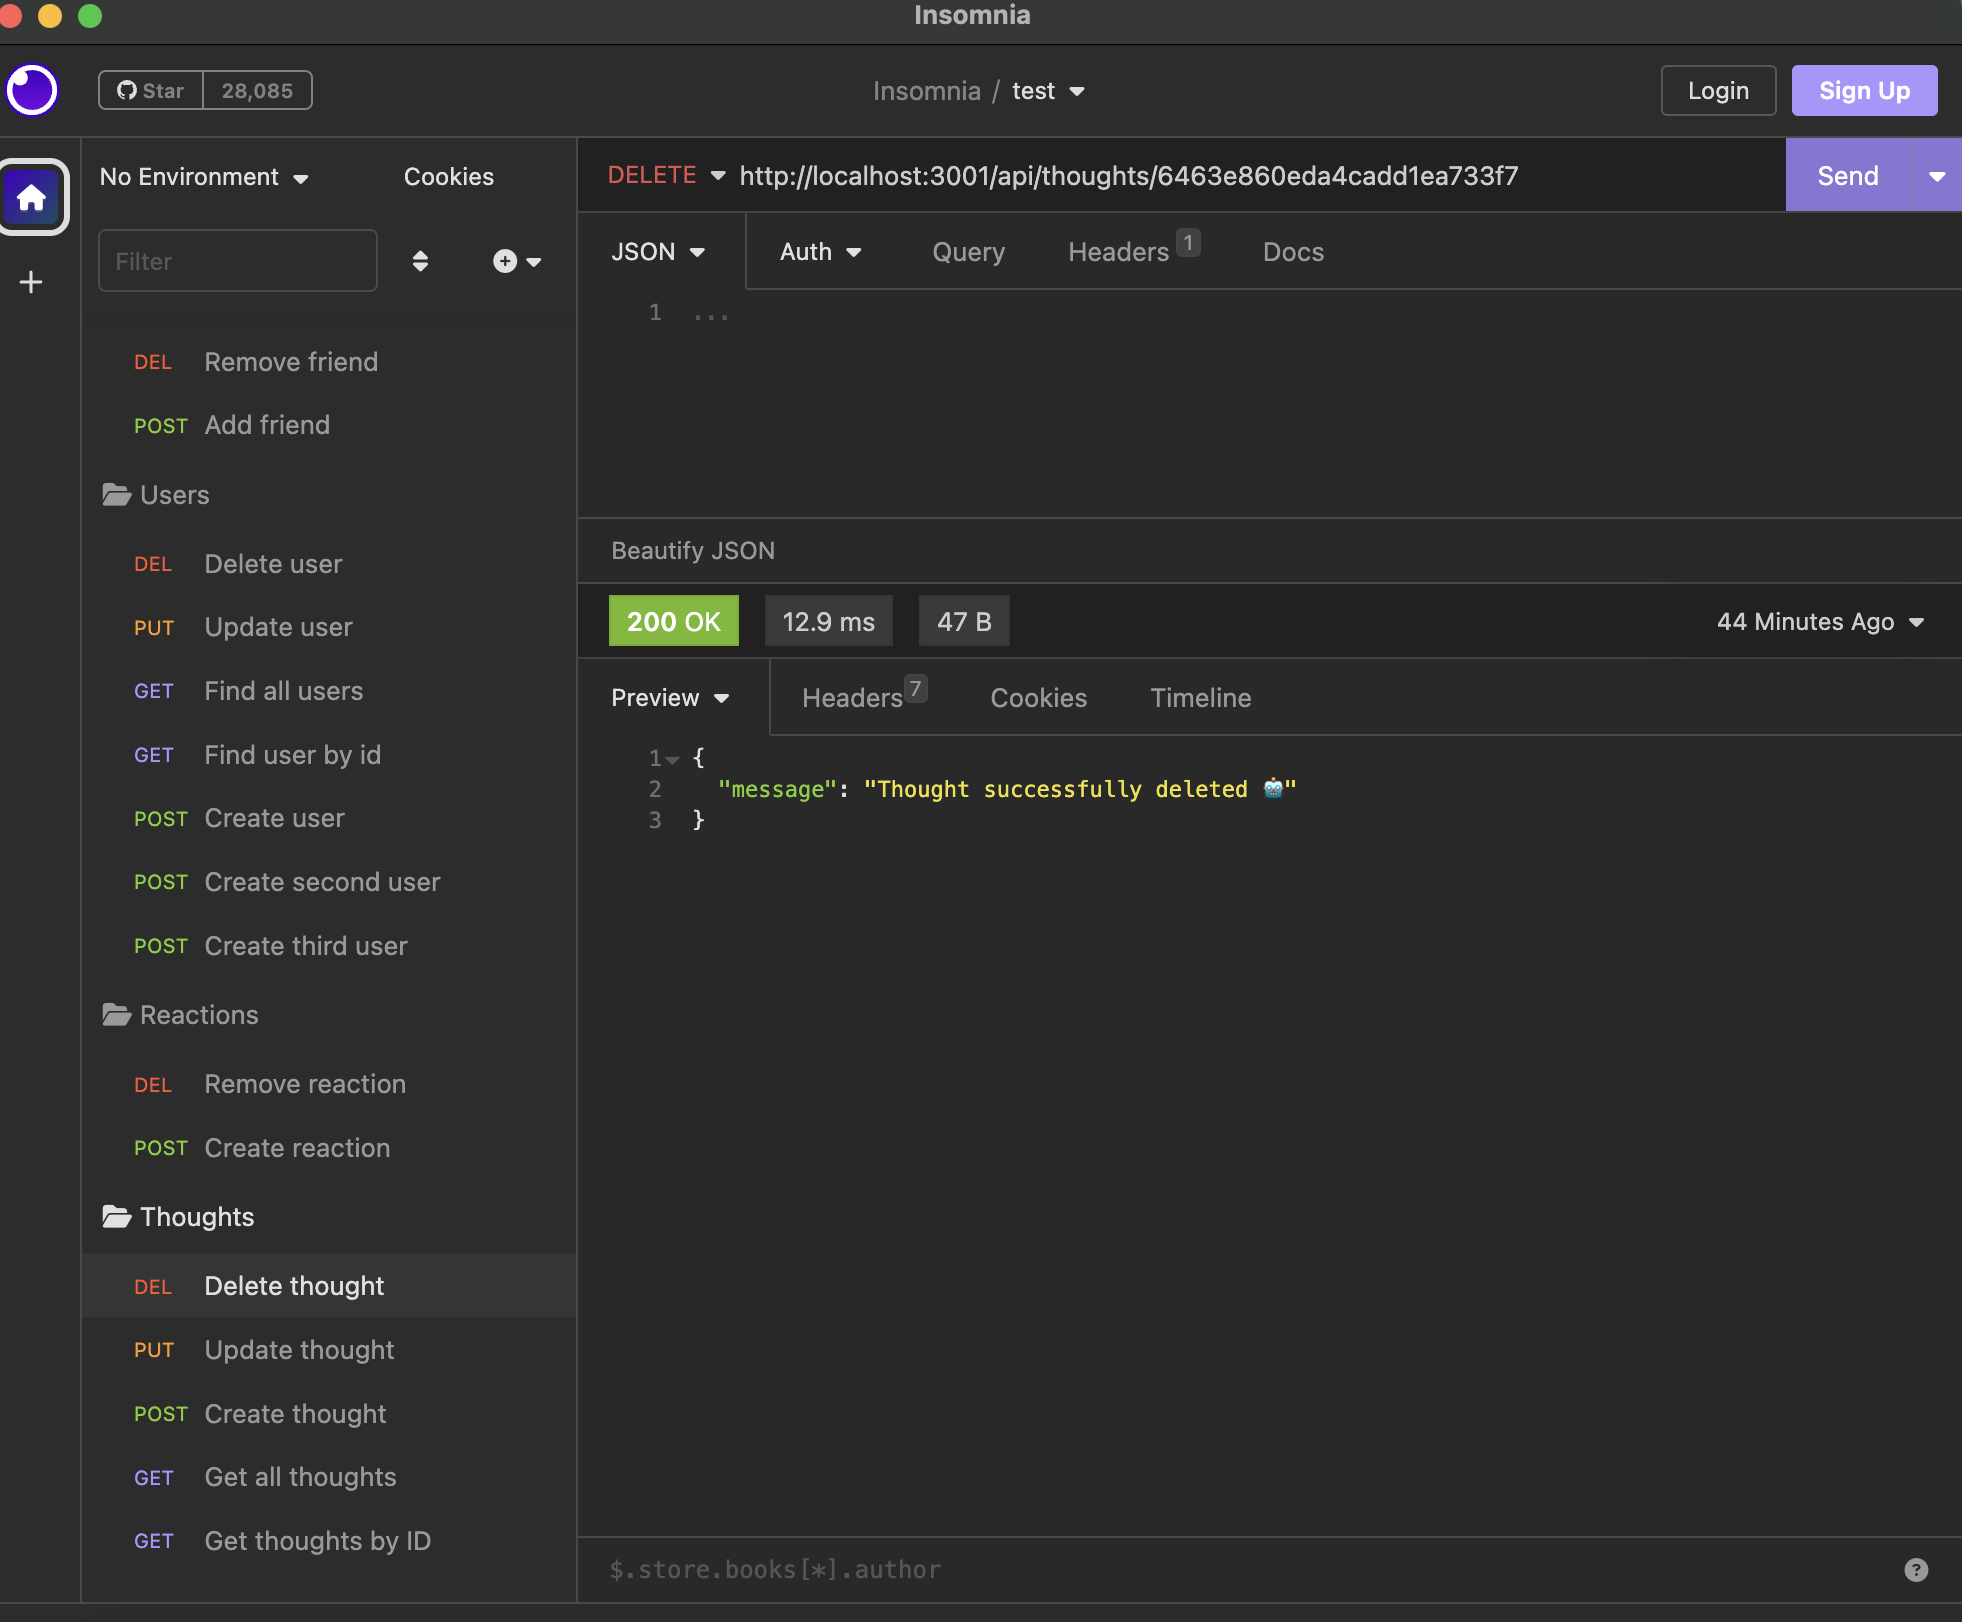 Insomnia
Star 28,085
Insomnia / test
Login
Sign Up
No Environment
Cookies
Filter
DEL Remove friend
POST Add friend
Users
DEL Delete user
PUT Update user
GET Find all users
GET Find user by id
POST Create user
POST Create second user
POST Create third user
Reactions
DEL Remove reaction
POST Create reaction
Thoughts
DEL Delete thought
PUT Update thought
POST Create thought
GET Get all thoughts
GET Get thoughts by ID
DELETE http://localhost:3001/api/thoughts/6463e860eda4cadd1ea733f7 Send
JSON Auth Query Headers 1 Docs
1 ...
Beautify JSON
200 OK 12.9 ms 47 B 44 Minutes Ago
Preview Headers 7 Cookies Timeline
1 {
2 "message": "Thought successfully deleted 🤖"
3 }
$.store.books[*].author ?